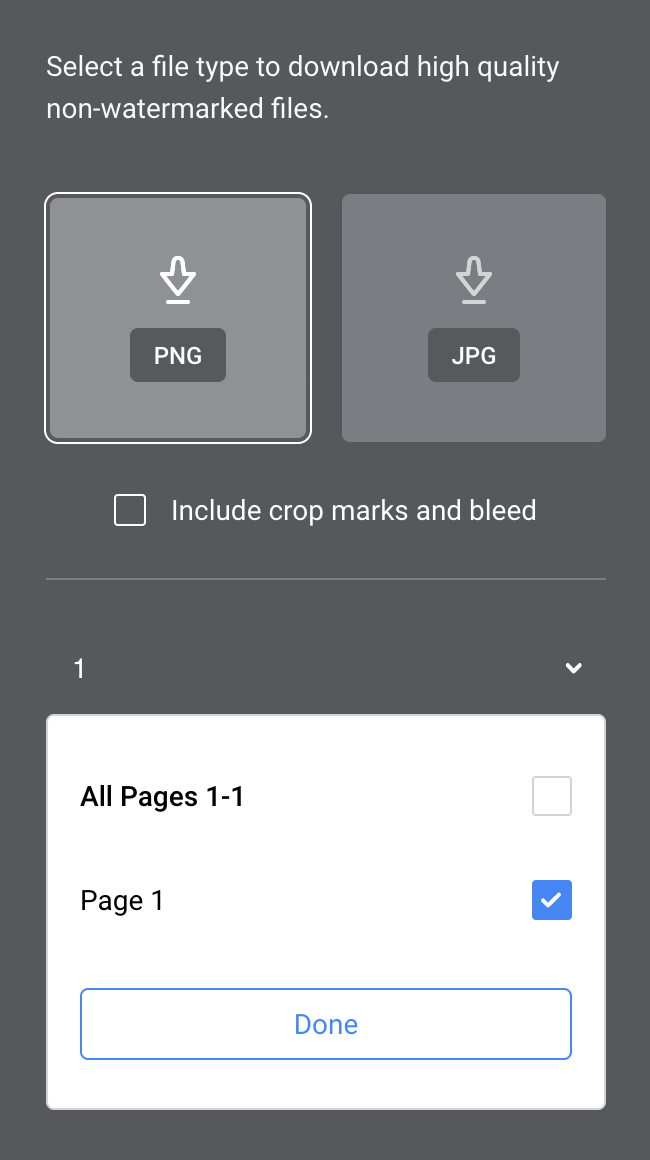 Select a file type to download high quality
non-watermarked files.
PNG
JPG
Include crop marks and bleed
1
All Pages 1-1
Page 1
Done